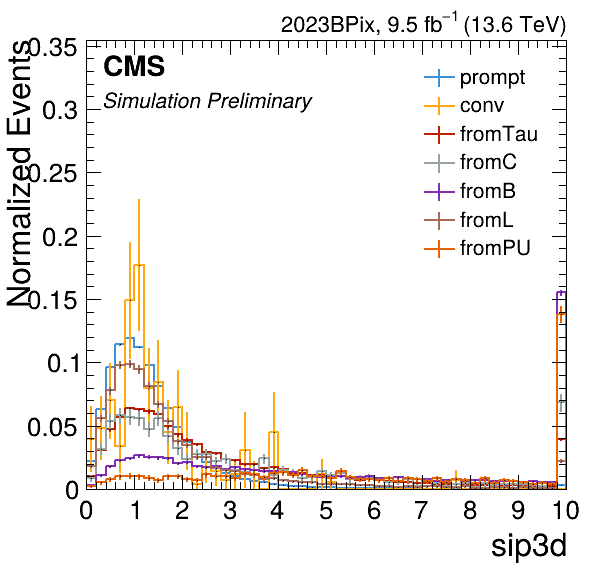 2023BPix, 9.5 fb⁻¹ (13.6 TeV)
CMS
Simulation Preliminary
prompt
conv
fromTau
fromC
fromB
fromL
fromPU
Normalized Events
0.35
0.3
0.25
0.2
0.15
0.1
0.05
0
0 1 2 3 4 5 6 7 8 9 10
sip3d